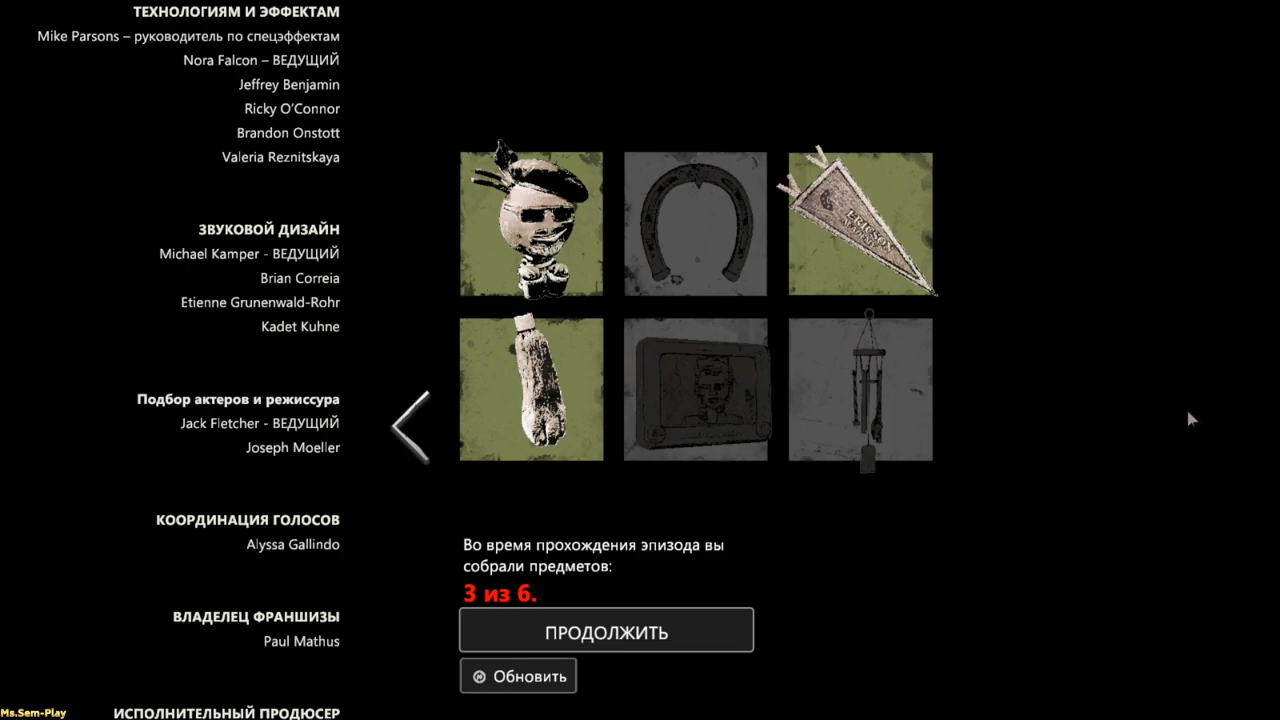 ТЕХНОЛОГИЯМ И ЭФФЕКТАМ
Mike Parsons – руководитель по спецэффектам
Nora Falcon – ВЕДУЩИЙ
Jeffrey Benjamin
Ricky O'Connor
Brandon Onstott
Valeria Reznitskaya
ЗВУКОВОЙ ДИЗАЙН
Michael Kamper - ВЕДУЩИЙ
Brian Correia
Etienne Grunenwald-Rohr
Kadet Kuhne
Подбор актеров и режиссура
Jack Fletcher - ВЕДУЩИЙ
Joseph Moeller
КООРДИНАЦИЯ ГОЛОСОВ
Alyssa Gallindo
ВЛАДЕЛЕЦ ФРАНШИЗЫ
Paul Mathus
ИСПОЛНИТЕЛЬНЫЙ ПРОДЮСЕР
ERICSON
Во время прохождения эпизода вы
собрали предметов:
3 из 6.
ПРОДОЛЖИТЬ
Обновить
Ms.Sem-Play